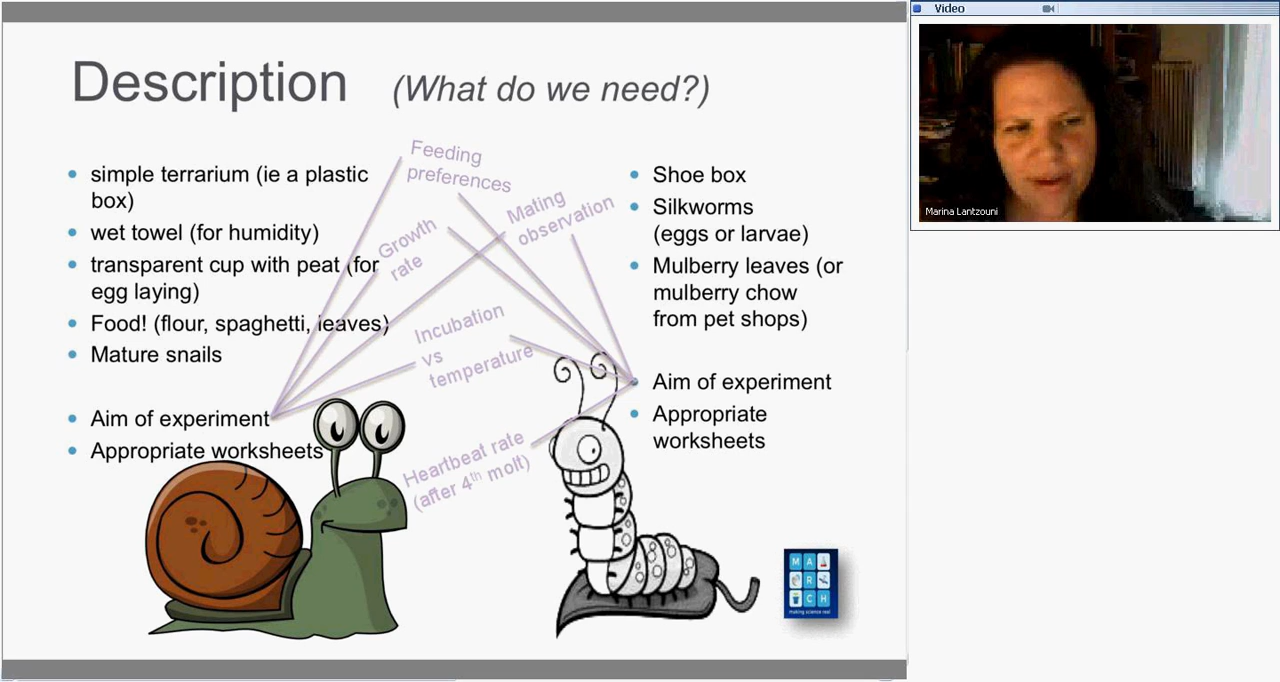 Description (What do we need?)
simple terrarium (ie a plastic
box)
wet towel (for humidity)
transparent cup with peat (for
egg laying)
Food! (flour, spaghetti, leaves)
Mature snails
Aim of experiment
Appropriate worksheets
Feeding
preferences
Mating
observation
Growth
rate
Incubation
vs
temperature
Heartbeat rate
(after 4th molt)
Shoe box
Silkworms
(eggs or larvae)
Mulberry leaves (or
mulberry chow
from pet shops)
Aim of experiment
Appropriate
worksheets
M A
R
C H
making science real
Video
Marina Lantzouni